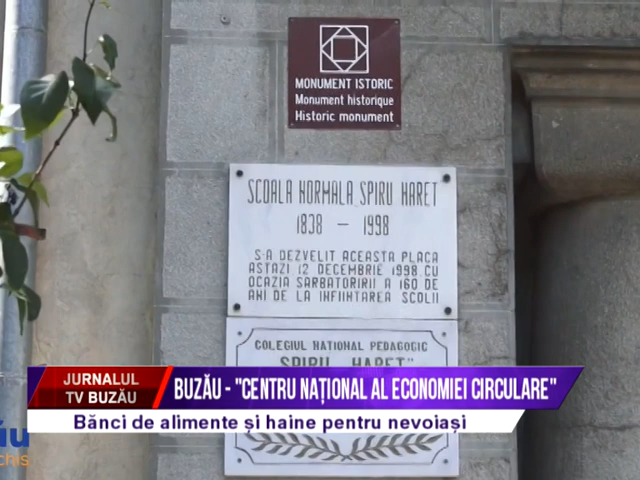 MONUMENT ISTORIC
Monument historique
Historic monument
SCOALA NORMALA SPIRU HARET
1838 - 1998
S-A DEZVELIT ACEASTA PLACA
ASTAZI 12 DECEMBRIE 1998 CU
OCAZIA SARBATORIRII A 160 DE
ANI DE LA INFIINTAREA SCOLII
COLEGIUL NATIONAL PEDAGOGIC
"SPIRU HARET"
JURNALUL
TV BUZĂU
BUZĂU - "CENTRU NAȚIONAL AL ECONOMIEI CIRCULARE"
Bănci de alimente și haine pentru nevoiași